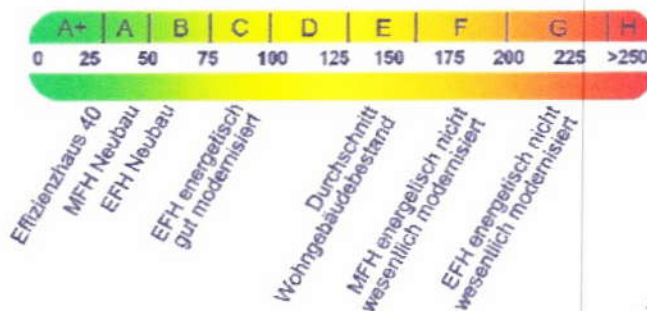 A+ A B C D E F G H
0 25 50 75 100 125 150 175 200 225 >250
Effizienzhaus 40
MFH Neubau
EFH Neubau
EFH energetisch
gut modernisiert
Durchschnitt
Wohngebäudebestand
MFH energetisch nicht
wesentlich modernisiert
EFH energetisch nicht
wesentlich modernisiert